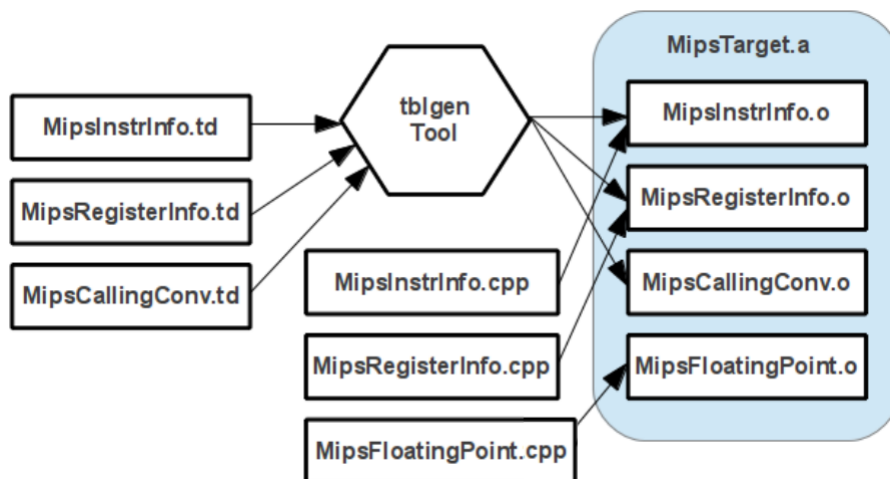 MipsTarget.a
tblgen
Tool
MipsInstrInfo.td
MipsRegisterInfo.td
MipsCallingConv.td
MipsInstrInfo.cpp
MipsRegisterInfo.cpp
MipsFloatingPoint.cpp
MipsInstrInfo.o
MipsRegisterInfo.o
MipsCallingConv.o
MipsFloatingPoint.o